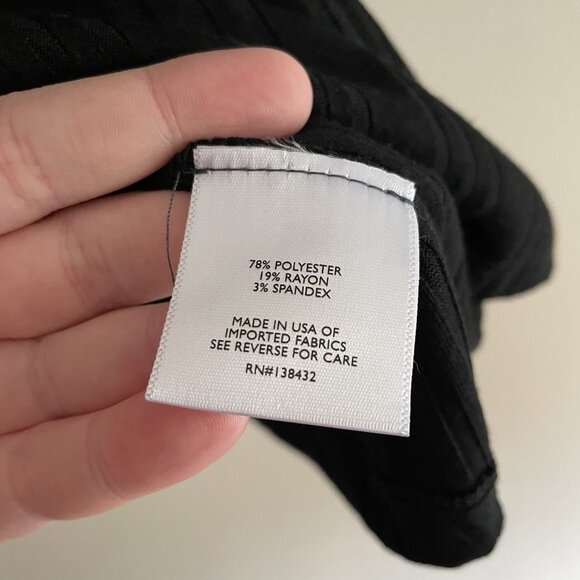 78% POLYESTER
19% RAYON
3% SPANDEX
MADE IN USA OF
IMPORTED FABRICS
SEE REVERSE FOR CARE
RN#138432